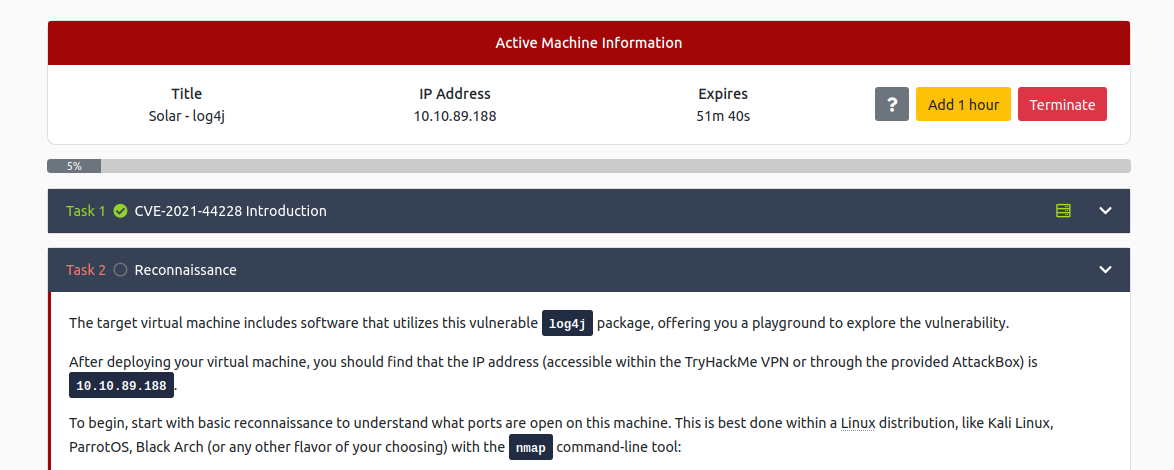 Active Machine Information
Title
IP Address
Expires
Solar - log4j
10.10.89.188
51m 40s
?
Add 1 hour
Terminate
5%
Task 1 CVE-2021-44228 Introduction
Task 2 Reconnaissance
The target virtual machine includes software that utilizes this vulnerable log4j package, offering you a playground to explore the vulnerability.
After deploying your virtual machine, you should find that the IP address (accessible within the TryHackMe VPN or through the provided AttackBox) is
10.10.89.188.
To begin, start with basic reconnaissance to understand what ports are open on this machine. This is best done within a Linux distribution, like Kali Linux,
ParrotOS, Black Arch (or any other flavor of your choosing) with the nmap command-line tool: